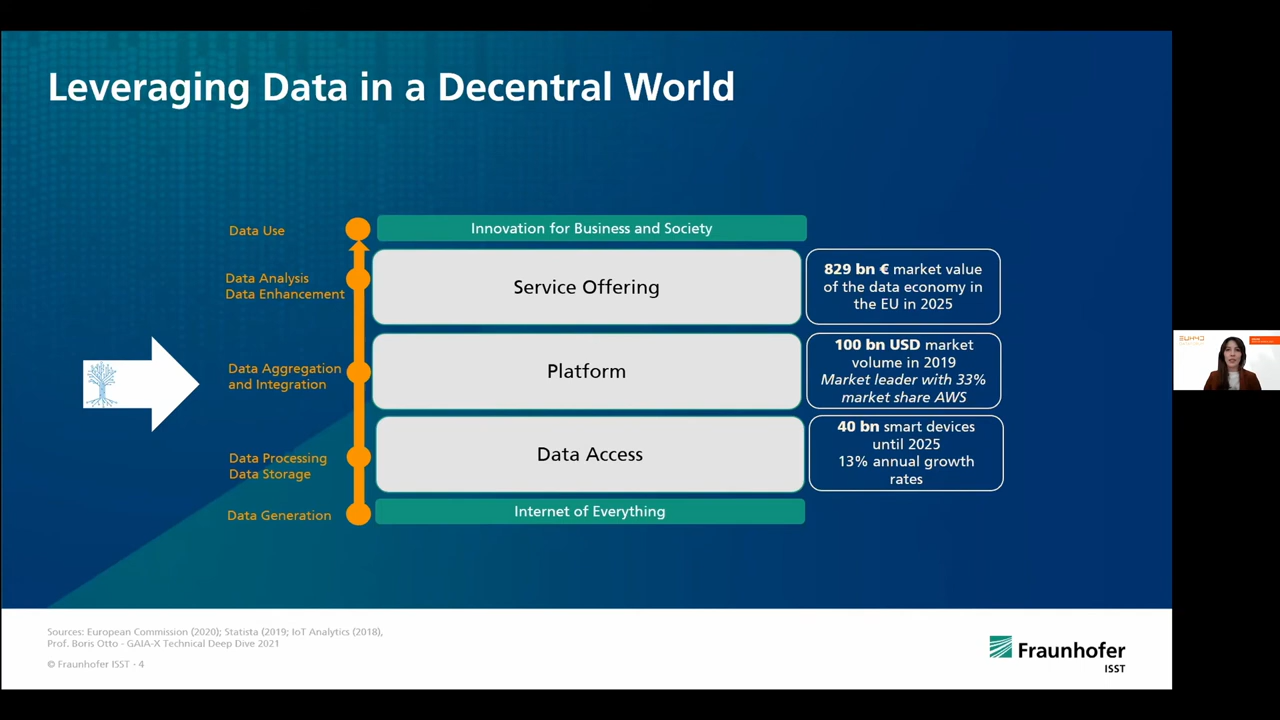 Leveraging Data in a Decentral World
Data Use
Innovation for Business and Society
Data Analysis
Data Enhancement
Service Offering
829 bn € market value
of the data economy in
the EU in 2025
Data Aggregation
and Integration
Platform
100 bn USD market
volume in 2019
Market leader with 33%
market share AWS
Data Processing
Data Storage
Data Access
40 bn smart devices
until 2025
13% annual growth
rates
Data Generation
Internet of Everything
Sources: European Commission (2020); Statista (2019; IoT Analytics (2018),
Prof. Boris Otto - GAIA-X Technical Deep Dive 2021
© Fraunhofer ISST - 4
Fraunhofer
ISST